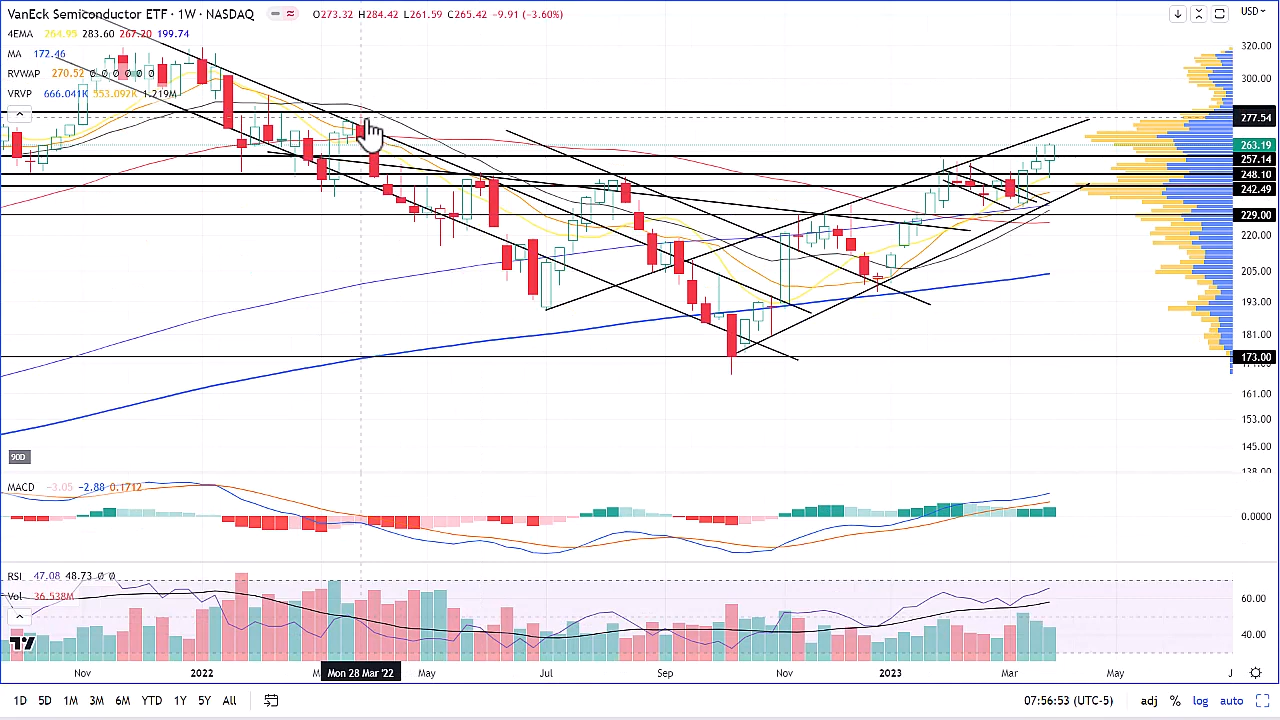 VanEck Semiconductor ETF · 1W · NASDAQ O273.32 H284.42 L261.59 C265.42 −9.91 (−3.60%) USD
4EMA 264.95 283.60 267.20 199.74
MA 172.46
RVWAP 270.52 Ø Ø Ø Ø Ø Ø
VRVP 666.041K 553.092K 1.219M
320.00
300.00
277.54
263.19
257.14
248.10
242.49
229.00
220.00
205.00
193.00
181.00
173.00
161.00
153.00
145.00
138.00
90D
MACD −3.05 −2.88 0.1712
0.0000
RSI 47.08 48.73 Ø Ø
Vol 36.538M
60.00
40.00
Nov 2022 Mon 28 Mar '22 May Jul Sep Nov 2023 Mar May J
1D 5D 1M 3M 6M YTD 1Y 5Y All 07:56:53 (UTC-5) adj % log auto